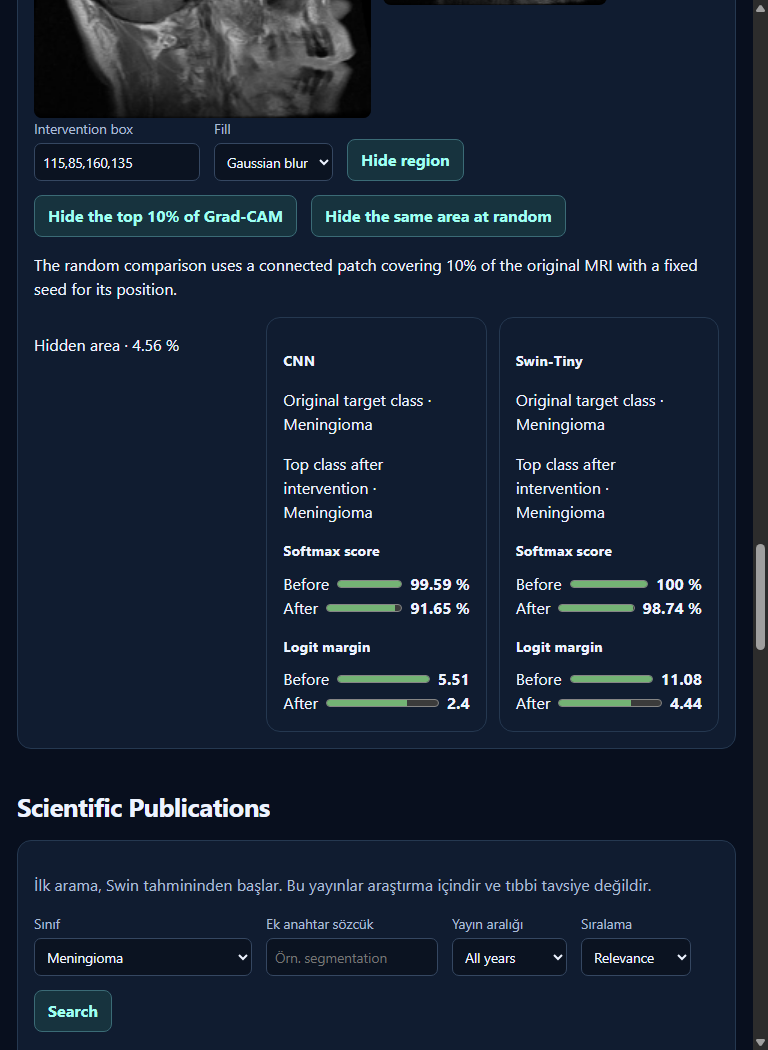 Intervention box
Fill
115,85,160,135
Gaussian blur
Hide region
Hide the top 10% of Grad-CAM
Hide the same area at random
The random comparison uses a connected patch covering 10% of the original MRI with a fixed
seed for its position.
Hidden area · 4.56 %
CNN
Original target class ·
Meningioma
Top class after
intervention ·
Meningioma
Softmax score
Before 99.59 %
After 91.65 %
Logit margin
Before 5.51
After 2.4
Swin-Tiny
Original target class ·
Meningioma
Top class after
intervention ·
Meningioma
Softmax score
Before 100 %
After 98.74 %
Logit margin
Before 11.08
After 4.44
Scientific Publications
İlk arama, Swin tahmininden başlar. Bu yayınlar araştırma içindir ve tıbbi tavsiye değildir.
Sınıf
Ek anahtar sözcük
Yayın aralığı
Sıralama
Meningioma
Örn. segmentation
All years
Relevance
Search